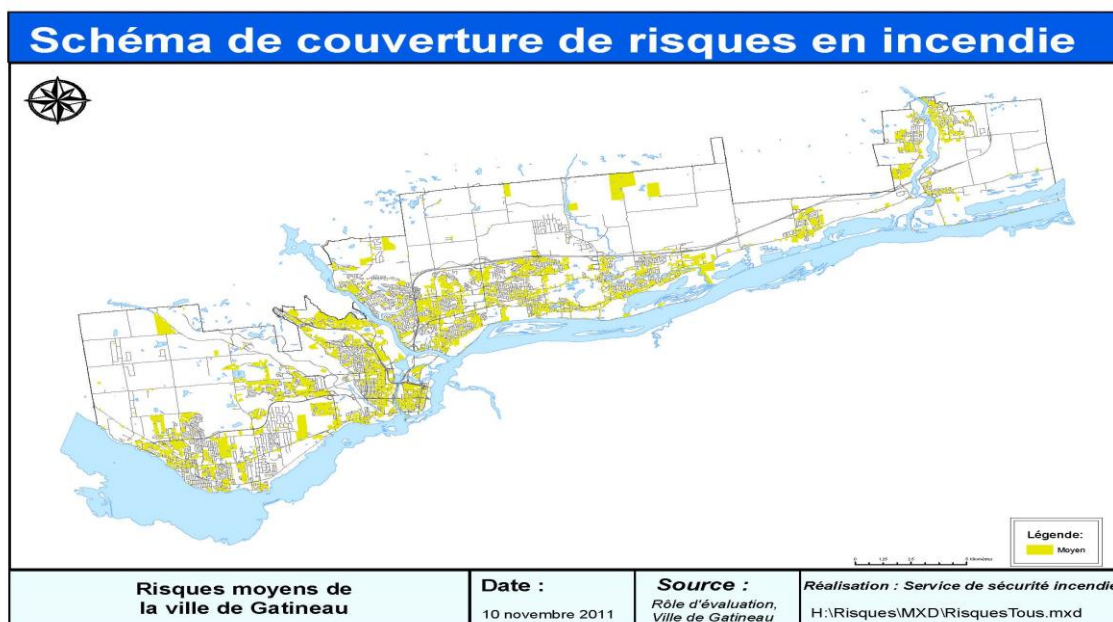 Schéma de couverture de risques en incendie
Légende:
Moyen
Risques moyens de
la ville de Gatineau
Date :
10 novembre 2011
Source :
Rôle d'évaluation,
Ville de Gatineau
Réalisation : Service de sécurité incendie
H:\Risques\MXD\RisquesTous.mxd